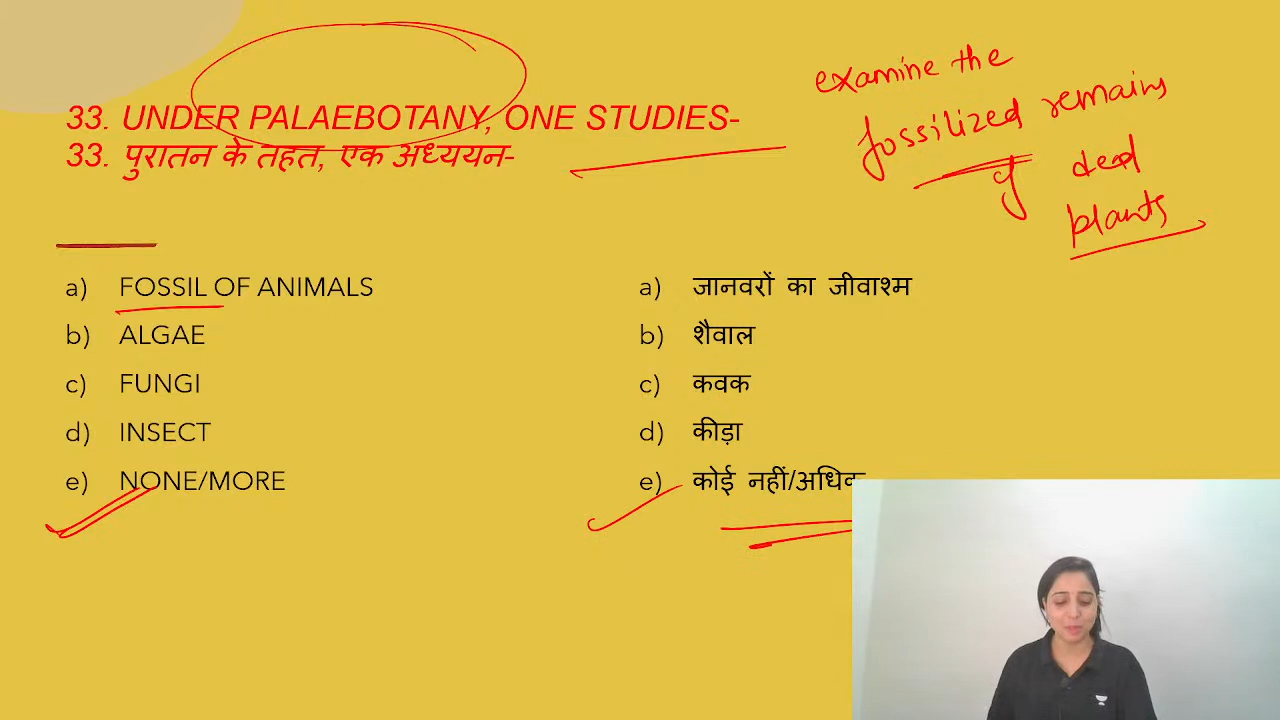 33. UNDER PALAEBOTANY, ONE STUDIES-
33. पुरातन के तहत, एक अध्ययन-
examine the
fossilized remains
of dead
plants
a) FOSSIL OF ANIMALS
b) ALGAE
c) FUNGI
d) INSECT
e) NONE/MORE
a) जानवरों का जीवाश्म
b) शैवाल
c) कवक
d) कीड़ा
e) कोई नहीं/अधिक